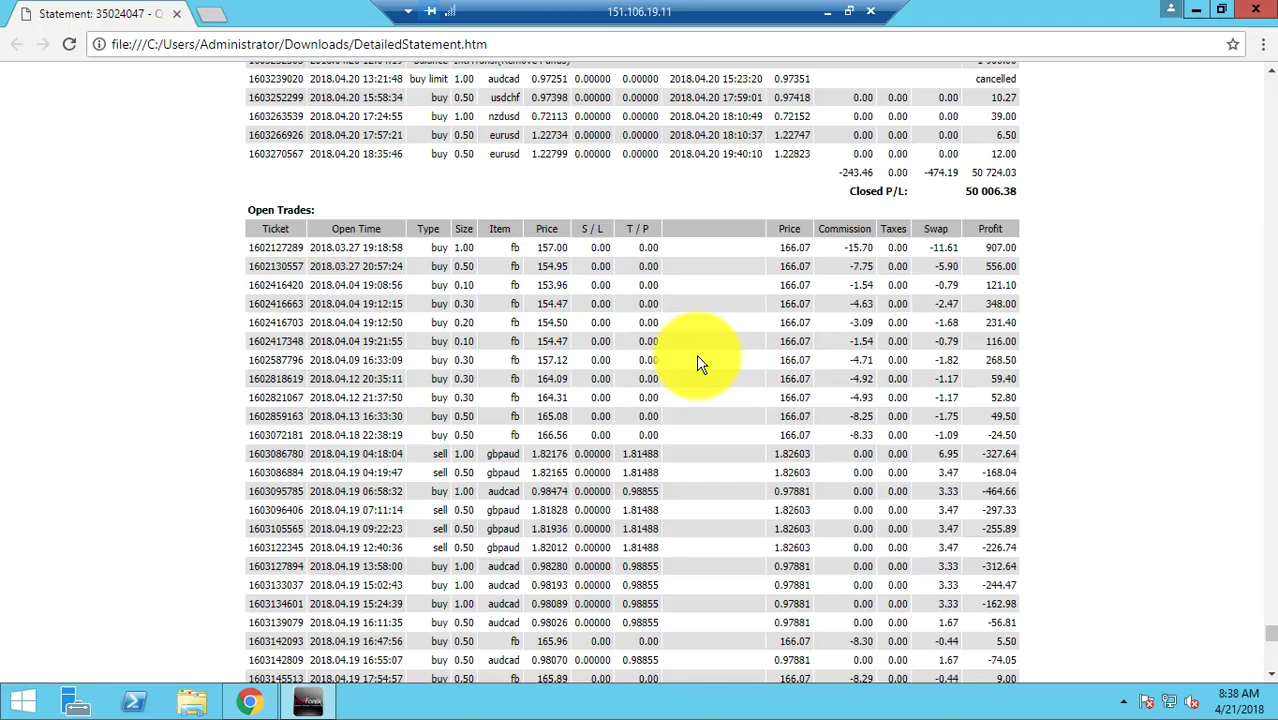 Statement: 35024047 - Q
151.106.19.11
file:///C:/Users/Administrator/Downloads/DetailedStatement.htm
1603239020 2018.04.20 13:21:48 buy limit 1.00 audcad 0.97251 0.00000 0.00000 2018.04.20 15:23:20 0.97351 cancelled
1603252299 2018.04.20 15:58:34 buy 0.50 usdchf 0.97398 0.00000 0.00000 2018.04.20 17:59:01 0.97418 0.00 0.00 0.00 10.27
1603263539 2018.04.20 17:24:55 buy 1.00 nzdusd 0.72113 0.00000 0.00000 2018.04.20 18:10:49 0.72152 0.00 0.00 0.00 39.00
1603266926 2018.04.20 17:57:21 buy 0.50 eurusd 1.22734 0.00000 0.00000 2018.04.20 18:10:37 1.22747 0.00 0.00 0.00 6.50
1603270567 2018.04.20 18:35:46 buy 0.50 eurusd 1.22799 0.00000 0.00000 2018.04.20 19:40:10 1.22823 0.00 0.00 0.00 12.00
-243.46 0.00 -474.19 50 724.03
Closed P/L: 50 006.38
Open Trades:
Ticket Open Time Type Size Item Price S / L T / P Price Commission Taxes Swap Profit
1602127289 2018.03.27 19:18:58 buy 1.00 fb 157.00 0.00 0.00 166.07 -15.70 0.00 -11.61 907.00
1602130557 2018.03.27 20:57:24 buy 0.50 fb 154.95 0.00 0.00 166.07 -7.75 0.00 -5.90 556.00
1602416420 2018.04.04 19:08:56 buy 0.10 fb 153.96 0.00 0.00 166.07 -1.54 0.00 -0.79 121.10
1602416663 2018.04.04 19:12:15 buy 0.30 fb 154.47 0.00 0.00 166.07 -4.63 0.00 -2.47 348.00
1602416703 2018.04.04 19:12:50 buy 0.20 fb 154.50 0.00 0.00 166.07 -3.09 0.00 -1.68 231.40
1602417348 2018.04.04 19:21:55 buy 0.10 fb 154.47 0.00 0.00 166.07 -1.54 0.00 -0.79 116.00
1602587796 2018.04.09 16:33:09 buy 0.30 fb 157.12 0.00 0.00 166.07 -4.71 0.00 -1.82 268.50
1602818619 2018.04.12 20:35:11 buy 0.30 fb 164.09 0.00 0.00 166.07 -4.92 0.00 -1.17 59.40
1602821067 2018.04.12 21:37:50 buy 0.30 fb 164.31 0.00 0.00 166.07 -4.93 0.00 -1.17 52.80
1602859163 2018.04.13 16:33:30 buy 0.50 fb 165.08 0.00 0.00 166.07 -8.25 0.00 -1.75 49.50
1603072181 2018.04.18 22:38:19 buy 0.50 fb 166.56 0.00 0.00 166.07 -8.33 0.00 -1.09 -24.50
1603086780 2018.04.19 04:18:04 sell 1.00 gbpaud 1.82176 0.00000 1.81488 1.82603 0.00 0.00 6.95 -327.64
1603086884 2018.04.19 04:19:47 sell 0.50 gbpaud 1.82165 0.00000 1.81488 1.82603 0.00 0.00 3.47 -168.04
1603095785 2018.04.19 06:58:32 buy 1.00 audcad 0.98474 0.00000 0.98855 0.97881 0.00 0.00 3.33 -464.66
1603096406 2018.04.19 07:11:14 sell 0.50 gbpaud 1.81828 0.00000 1.81488 1.82603 0.00 0.00 3.47 -297.33
1603105565 2018.04.19 09:22:23 sell 0.50 gbpaud 1.81936 0.00000 1.81488 1.82603 0.00 0.00 3.47 -255.89
1603122345 2018.04.19 12:40:36 sell 0.50 gbpaud 1.82012 0.00000 1.81488 1.82603 0.00 0.00 3.47 -226.74
1603127894 2018.04.19 13:58:00 buy 1.00 audcad 0.98280 0.00000 0.98855 0.97881 0.00 0.00 3.33 -312.64
1603133037 2018.04.19 15:02:43 buy 1.00 audcad 0.98193 0.00000 0.98855 0.97881 0.00 0.00 3.33 -244.47
1603134601 2018.04.19 15:24:39 buy 1.00 audcad 0.98089 0.00000 0.98855 0.97881 0.00 0.00 3.33 -162.98
1603139079 2018.04.19 16:11:35 buy 0.50 audcad 0.98026 0.00000 0.98855 0.97881 0.00 0.00 1.67 -56.81
1603142093 2018.04.19 16:47:56 buy 0.50 fb 165.96 0.00 0.00 166.07 -8.30 0.00 -0.44 5.50
1603142809 2018.04.19 16:55:07 buy 0.50 audcad 0.98070 0.00000 0.98855 0.97881 0.00 0.00 1.67 -74.05
1603145513 2018.04.19 17:54:57 buy 0.50 fb 165.89 0.00 0.00 166.07 -8.29 0.00 -0.44 9.00
8:38 AM
4/21/2018